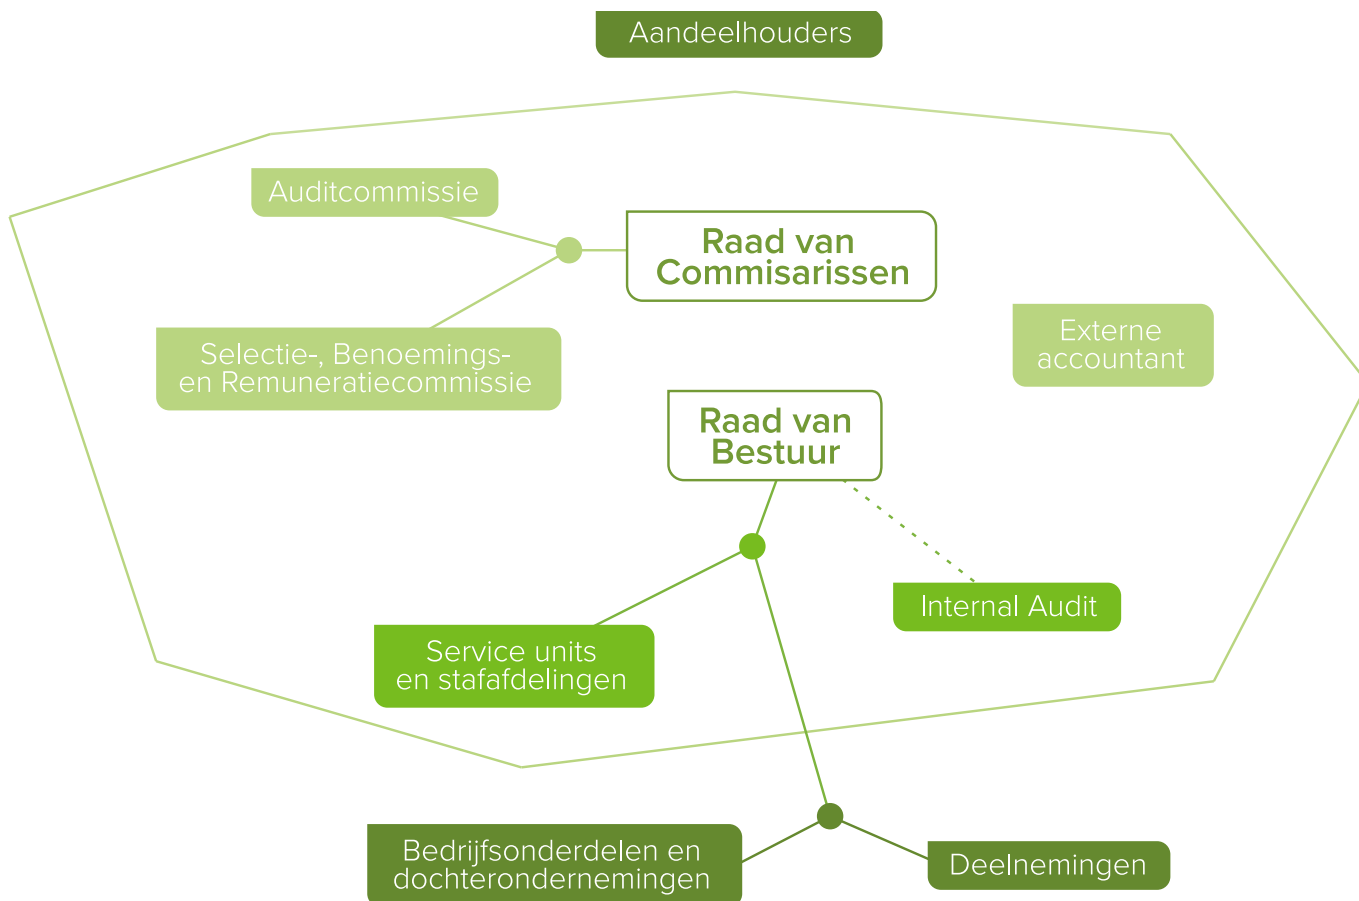 Aandeelhouders
Auditcommissie
Raad van
Commisarissen
Selectie-, Benoemings-
en Remuneratiecommissie
Externe
accountant
Raad van
Bestuur
Internal Audit
Service units
en stafafdelingen
Bedrijfsonderdelen en
dochterondernemingen
Deelnemingen